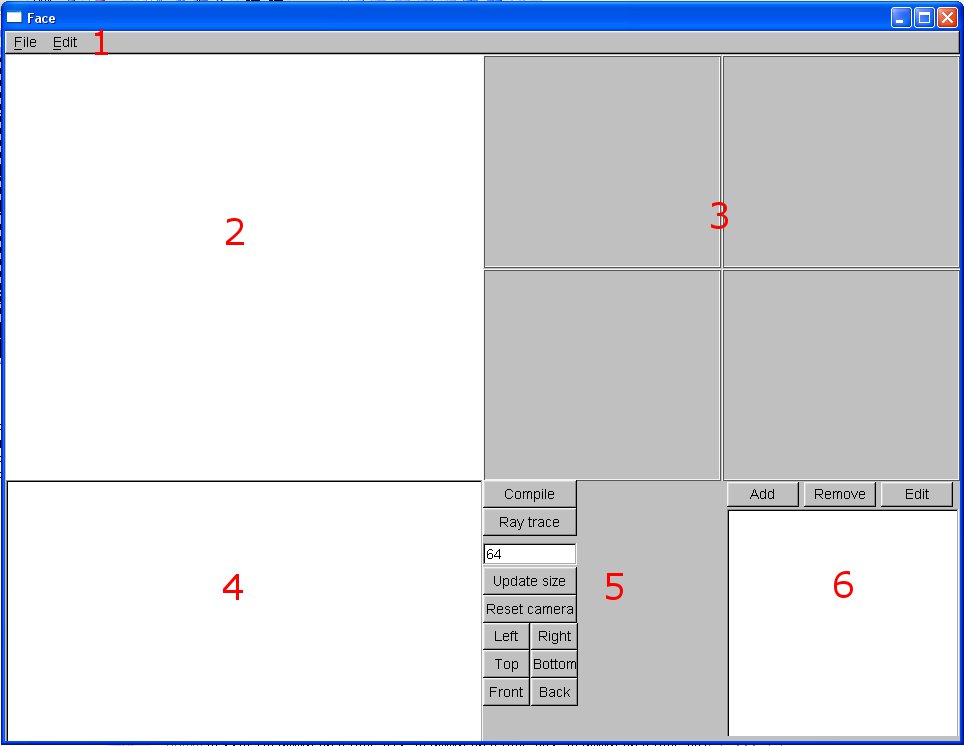 Face
File Edit 1
2
3
4
Compile
Ray trace
64
Update size
Reset camera
Left Right
Top Bottom
Front Back
5
Add Remove Edit
6